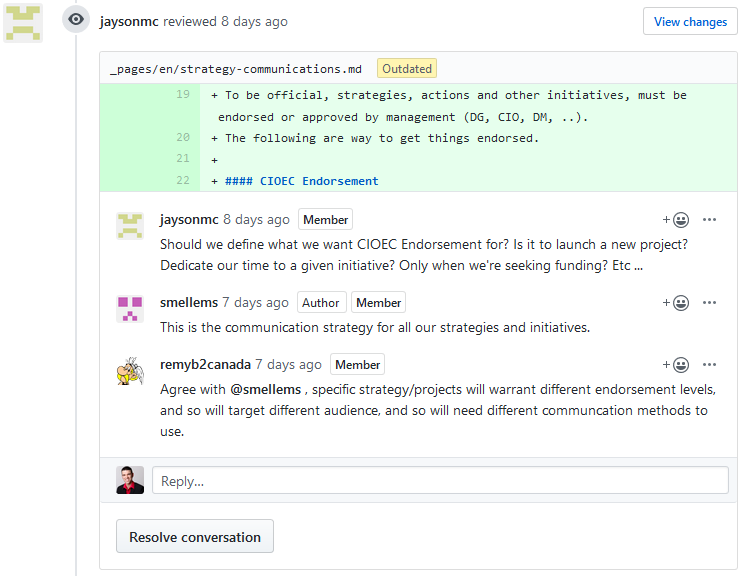 jaysonmc reviewed 8 days ago
View changes
_pages/en/strategy-communications.md Outdated
19 + To be official, strategies, actions and other initiatives, must be
endorsed or approved by management (DG, CIO, DM, ..).
20 + The following are way to get things endorsed.
21 +
22 + #### CIOEC Endorsement
jaysonmc 8 days ago Member
Should we define what we want CIOEC Endorsement for? Is it to launch a new project?
Dedicate our time to a given initiative? Only when we're seeking funding? Etc ...
smellems 7 days ago Author Member
This is the communication strategy for all our strategies and initiatives.
remyb2canada 7 days ago Member
Agree with @smellems , specific strategy/projects will warrant different endorsement levels,
and so will target different audience, and so will need different communcation methods to
use.
Reply...
Resolve conversation